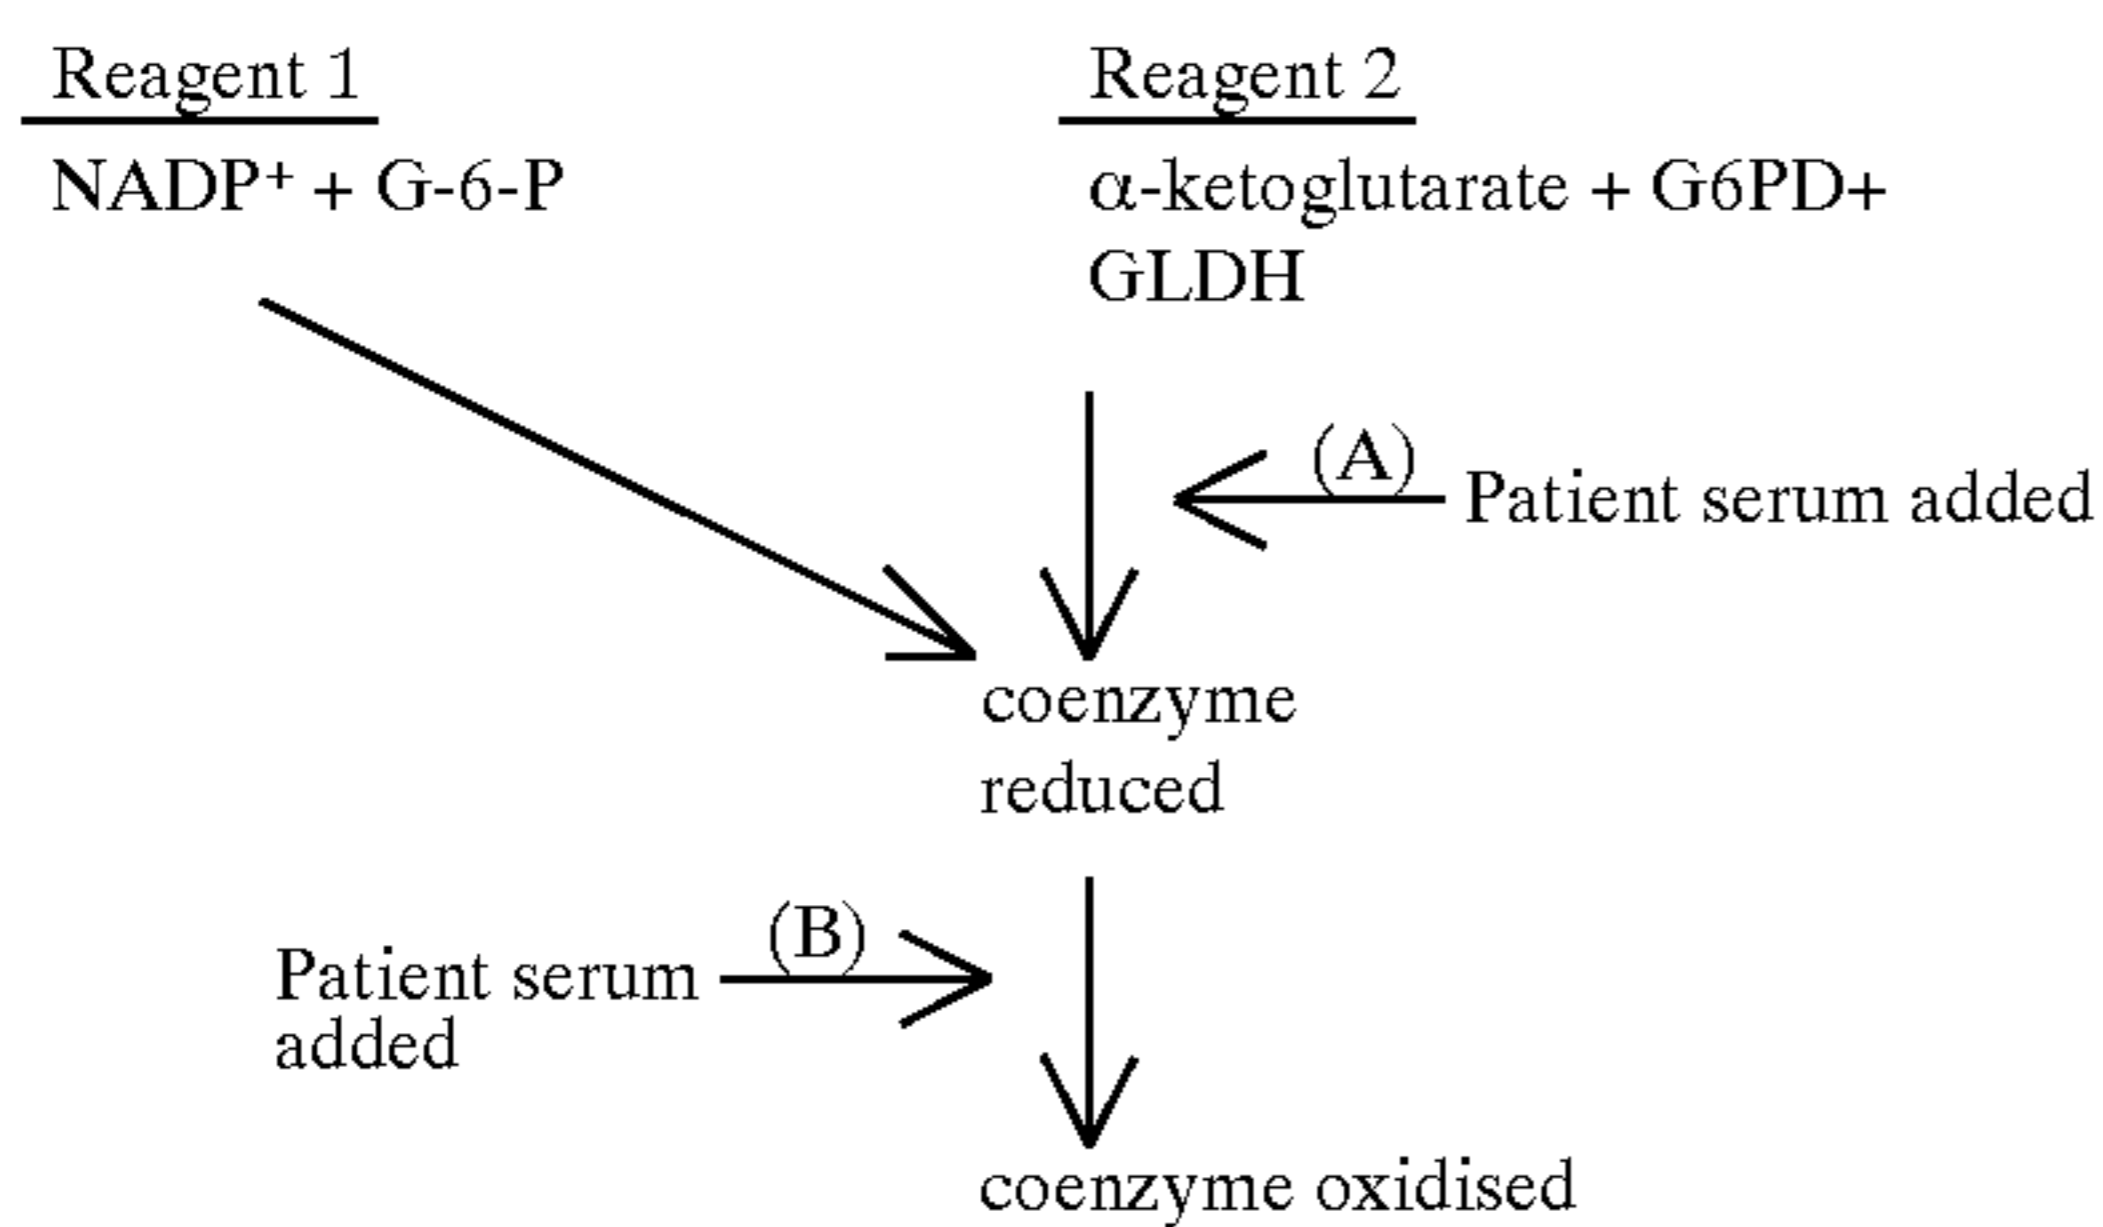 Reagent 1
NADP⁺ + G-6-P
Reagent 2
α-ketoglutarate + G6PD+
GLDH
(A)
Patient serum added
coenzyme
reduced
(B)
Patient serum
added
coenzyme oxidised